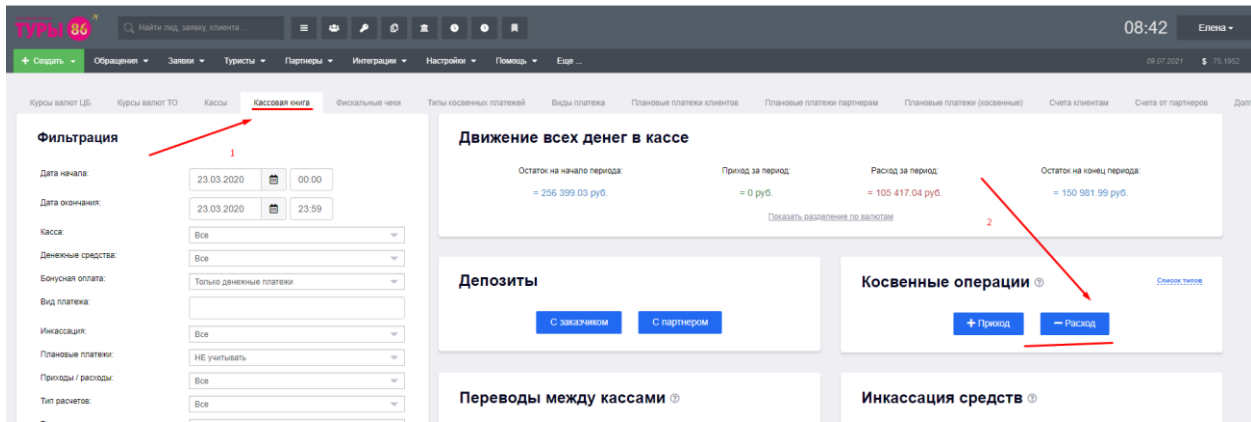 ТУРЫ 86
Найти лид, заявку, клиента ...
08:42
Елена
+ Создать
Обращения
Заявки
Туристы
Партнеры
Интеграции
Настройки
Помощь
Еще ...
09.07.2021
$ 75.1952
Курсы валют ЦБ
Курсы валют ТО
Кассы
Кассовая книга
Фискальные чеки
Типы косвенных платежей
Виды платежа
Плановые платежи клиентов
Плановые платежи партнерам
Плановые платежи (косвенные)
Счета клиентам
Счета от партнеров
Фильтрация
1
Дата начала:
23.03.2020
00:00
Дата окончания:
23.03.2020
23:59
Касса:
Все
Денежные средства:
Все
Бонусная оплата:
Только денежные платежи
Вид платежа:
Инкассация:
Все
Плановые платежи:
НЕ учитывать
Приходы / расходы:
Все
Тип расчетов:
Все
Движение всех денег в кассе
Остаток на начало периода:
Приход за период:
Расход за период:
Остаток на конец периода:
= 256 399.03 руб.
= 0 руб.
= 105 417.04 руб.
= 150 981.99 руб.
Показать разделение по валютам
2
Депозиты
С заказчиком
С партнером
Косвенные операции
Список типов
+ Приход
− Расход
Переводы между кассами
Инкассация средств